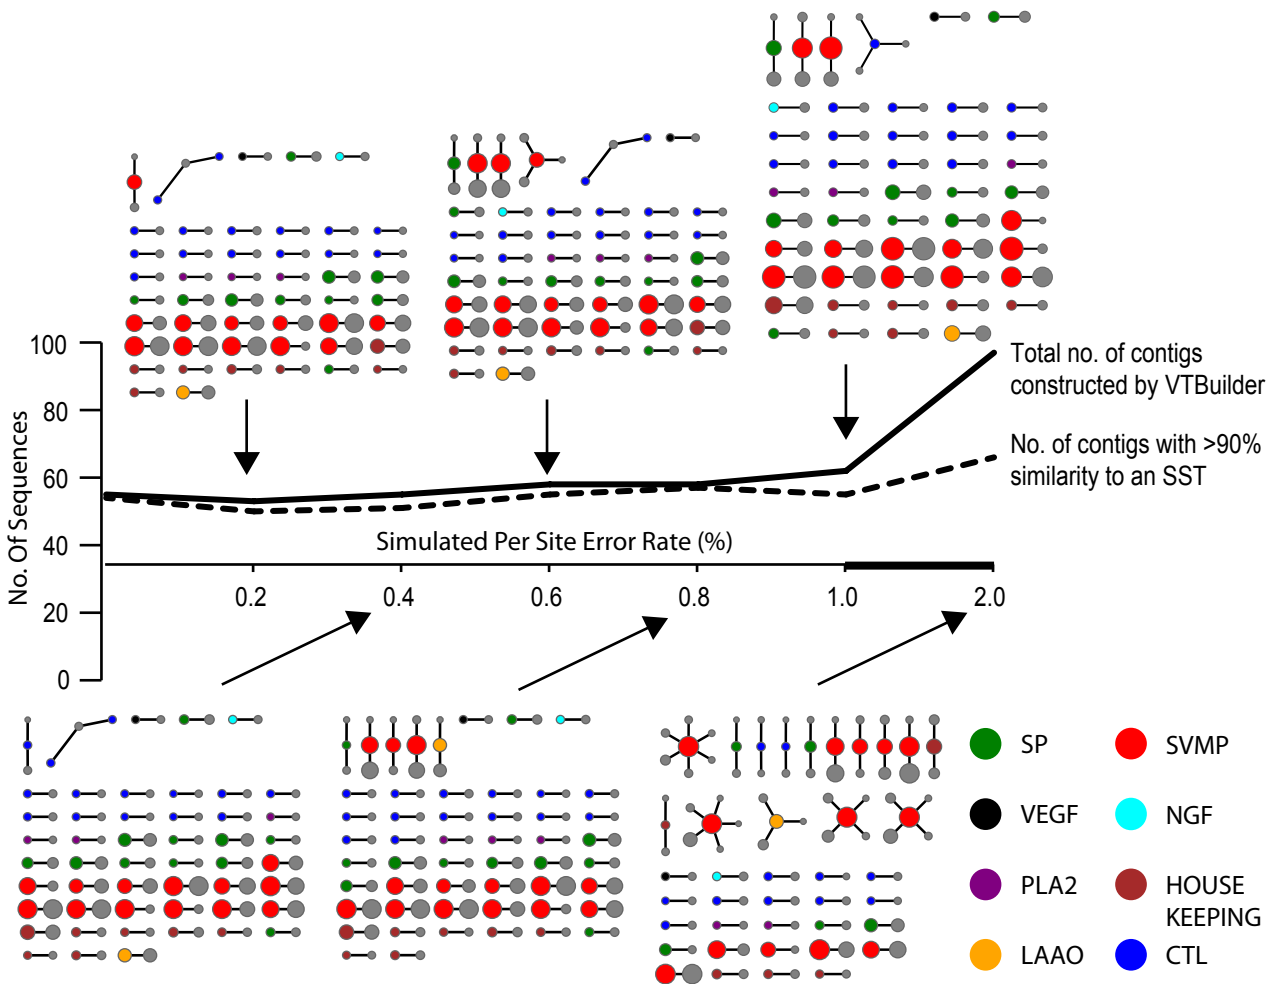 100
80
60
40
20
0
No. Of Sequences
Total no. of contigs
constructed by VTBuilder
No. of contigs with >90%
similarity to an SST
Simulated Per Site Error Rate (%)
0.2
0.4
0.6
0.8
1.0
2.0
SP
SVMP
VEGF
NGF
PLA2
HOUSE
KEEPING
LAAO
CTL